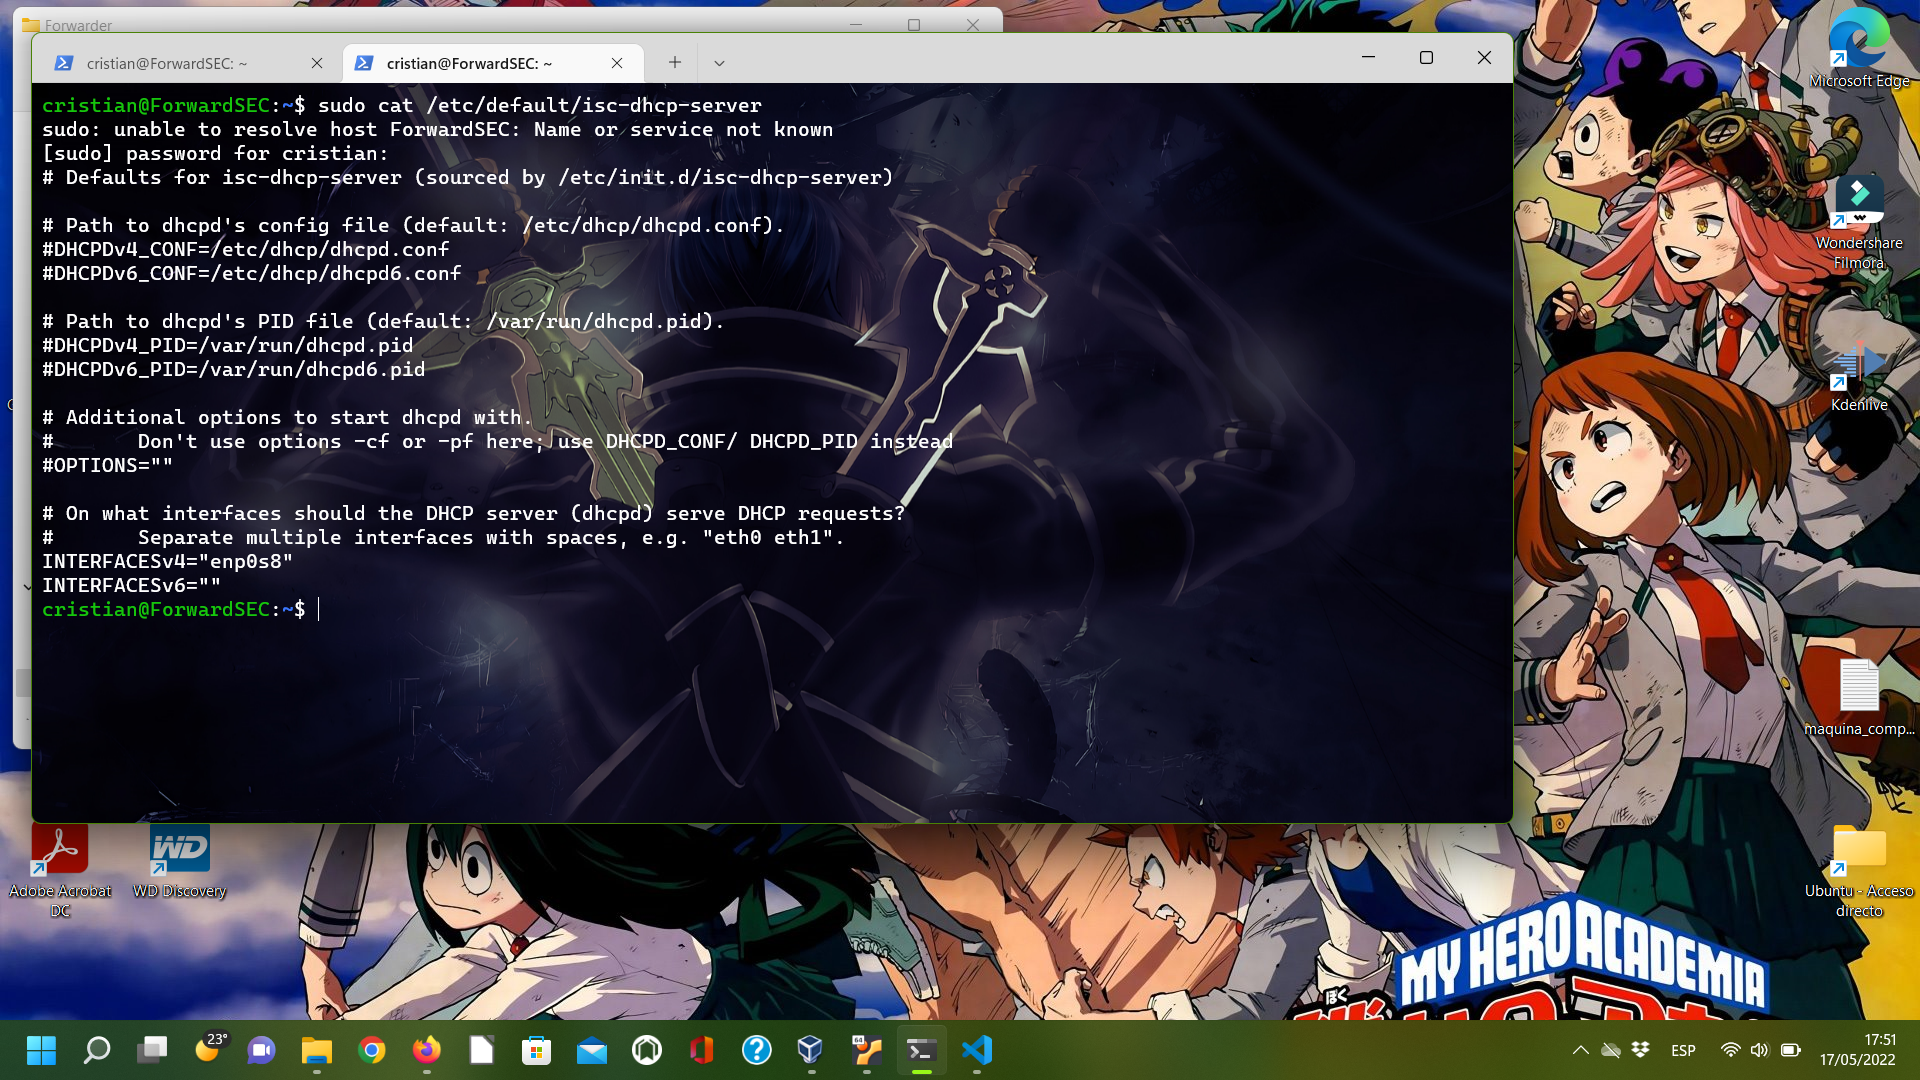 Forwarder
cristian@ForwardSEC: ~
cristian@ForwardSEC: ~
cristian@ForwardSEC:~$ sudo cat /etc/default/isc-dhcp-server
sudo: unable to resolve host ForwardSEC: Name or service not known
[sudo] password for cristian:
# Defaults for isc-dhcp-server (sourced by /etc/init.d/isc-dhcp-server)
# Path to dhcpd's config file (default: /etc/dhcp/dhcpd.conf).
#DHCPDv4_CONF=/etc/dhcp/dhcpd.conf
#DHCPDv6_CONF=/etc/dhcp/dhcpd6.conf
# Path to dhcpd's PID file (default: /var/run/dhcpd.pid).
#DHCPDv4_PID=/var/run/dhcpd.pid
#DHCPDv6_PID=/var/run/dhcpd6.pid
# Additional options to start dhcpd with.
#       Don't use options -cf or -pf here; use DHCPD_CONF/ DHCPD_PID instead
#OPTIONS=""
# On what interfaces should the DHCP server (dhcpd) serve DHCP requests?
#       Separate multiple interfaces with spaces, e.g. "eth0 eth1".
INTERFACESv4="enp0s8"
INTERFACESv6=""
cristian@ForwardSEC:~$
Microsoft Edge
Wondershare
Filmora
Kdenlive
maquina_comp...
Ubuntu - Acceso
directo
Adobe Acrobat
DC
WD
WD Discovery
MY HERO ACADEMIA
ぼく
23°
64
ESP
17:51
17/05/2022